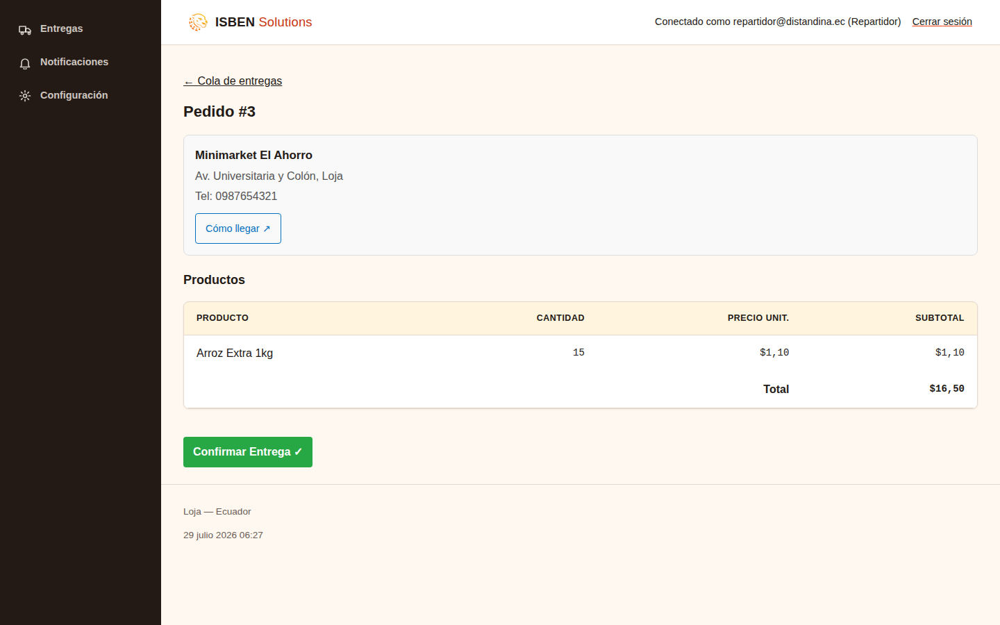 Entregas
Notificaciones
Configuración
ISBEN Solutions
Conectado como repartidor@distandina.ec (Repartidor) Cerrar sesión
← Cola de entregas
Pedido #3
Minimarket El Ahorro
Av. Universitaria y Colón, Loja
Tel: 0987654321
Cómo llegar ↗
Productos
PRODUCTO CANTIDAD PRECIO UNIT. SUBTOTAL
Arroz Extra 1kg 15 $1,10 $1,10
Total $16,50
Confirmar Entrega ✓
Loja — Ecuador
29 julio 2026 06:27